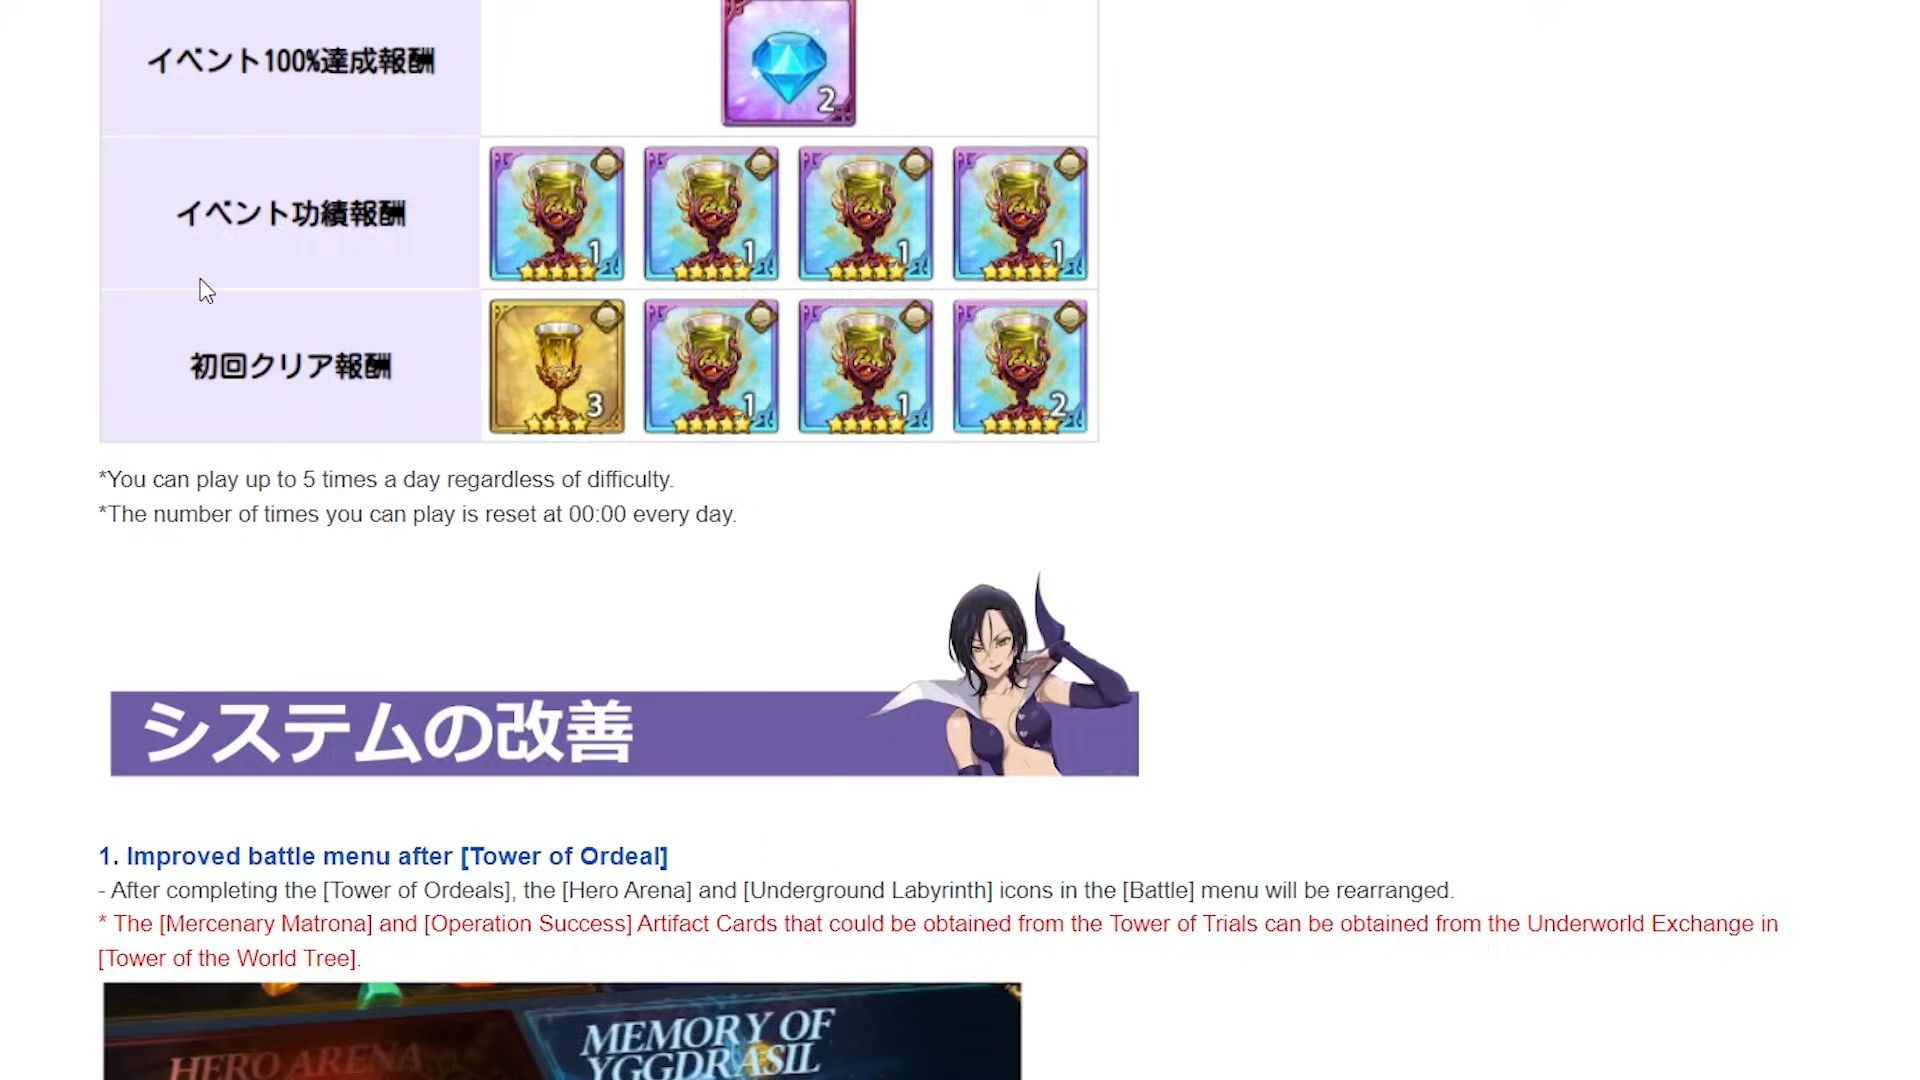 イベント100%達成報酬
2
イベント功績報酬
1
1
1
1
初回クリア報酬
3
1
1
2
*You can play up to 5 times a day regardless of difficulty.
*The number of times you can play is reset at 00:00 every day.
システムの改善
1. Improved battle menu after [Tower of Ordeal]
- After completing the [Tower of Ordeals], the [Hero Arena] and [Underground Labyrinth] icons in the [Battle] menu will be rearranged.
* The [Mercenary Matrona] and [Operation Success] Artifact Cards that could be obtained from the Tower of Trials can be obtained from the Underworld Exchange in
[Tower of the World Tree].
MEMORY OF
YGGDRASIL
HERO ARENA